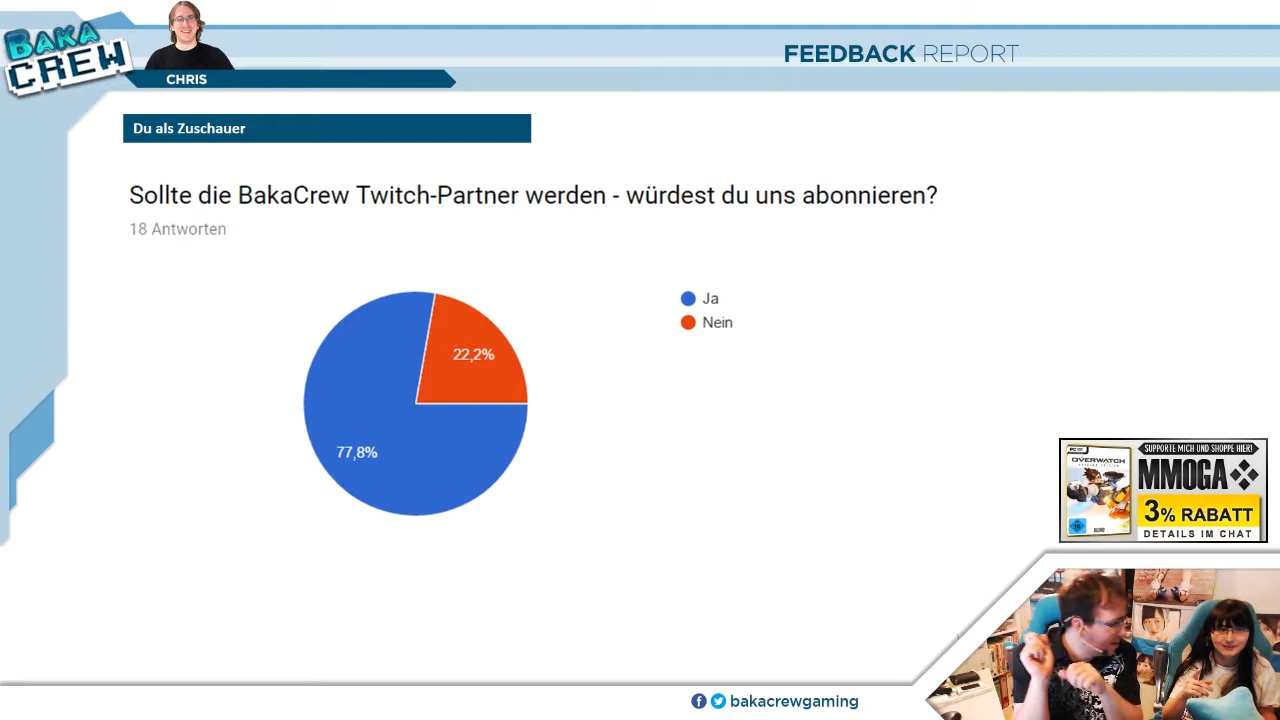 BAKA
CREW
CHRIS
FEEDBACK REPORT
Du als Zuschauer
Sollte die BakaCrew Twitch-Partner werden - würdest du uns abonnieren?
18 Antworten
Ja
Nein
22,2%
77,8%
SUPPORTE MICH UND SHOPPE HIER!
OVERWATCH
MMOGA
3% RABATT
DETAILS IM CHAT
bakacrewgaming